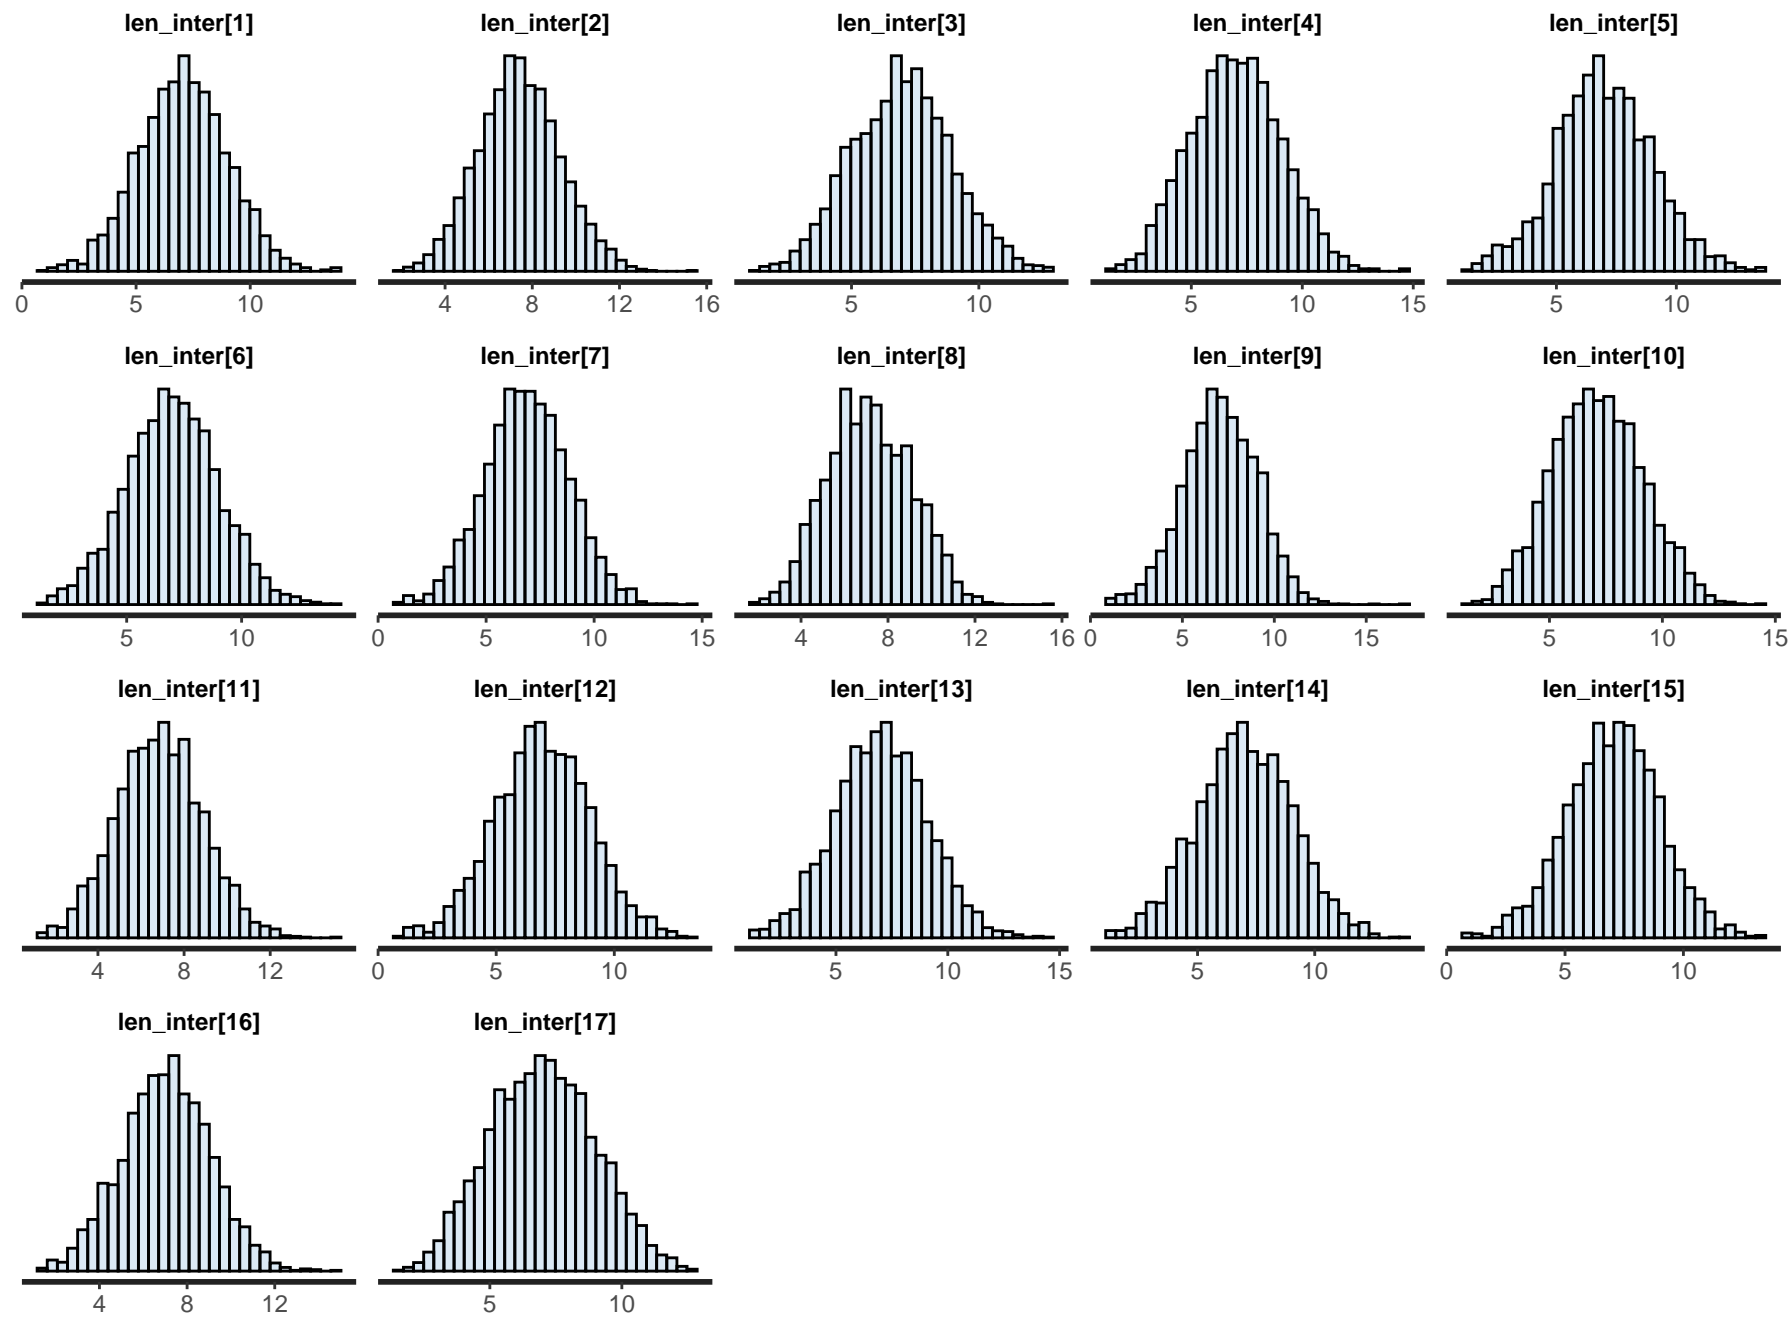 len_inter[1] len_inter[2] len_inter[3] len_inter[4] len_inter[5]
0 5 10 4 8 12 16 5 10 5 10 15 5 10
len_inter[6] len_inter[7] len_inter[8] len_inter[9] len_inter[10]
5 10 0 5 10 15 4 8 12 16 0 5 10 15 5 10 15
len_inter[11] len_inter[12] len_inter[13] len_inter[14] len_inter[15]
4 8 12 0 5 10 5 10 15 5 10 0 5 10
len_inter[16] len_inter[17]
4 8 12 5 10